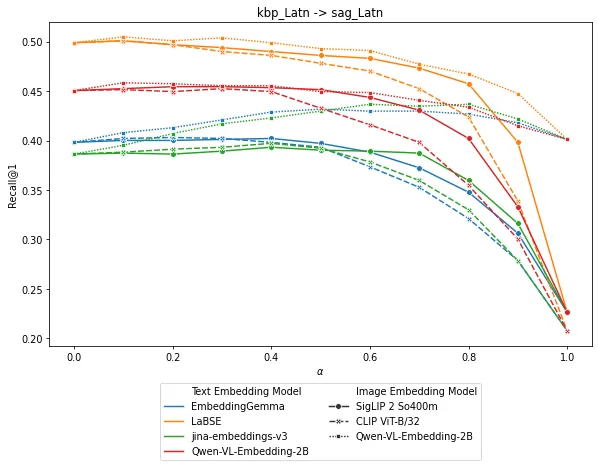 kbp_Latn -> sag_Latn
Recall@1
0.50
0.45
0.40
0.35
0.30
0.25
0.20
0.0
0.2
0.4
0.6
0.8
1.0
α
Text Embedding Model
EmbeddingGemma
LaBSE
jina-embeddings-v3
Qwen-VL-Embedding-2B
Image Embedding Model
SigLIP 2 So400m
CLIP ViT-B/32
Qwen-VL-Embedding-2B